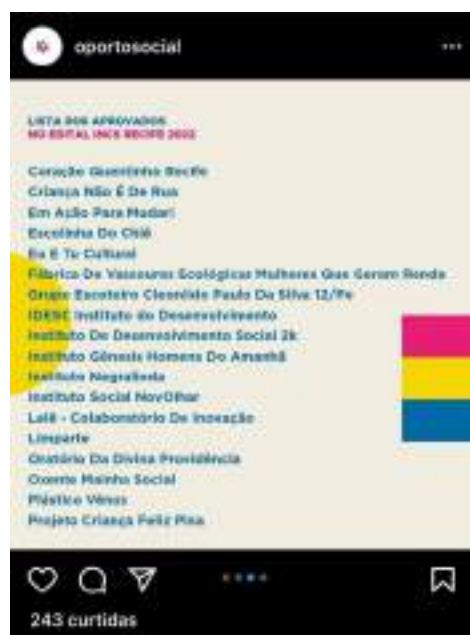 oportosocial
LISTA DOS APROVADOS
NO EDITAL INCS RECIFE 2022
Coração Quentinho Recife
Criança Não É De Rua
Em Ação Para Mudar!
Escolinha Do Chié
Eu E Tu Cultural
Fábrica De Vassouras Ecológicas Mulheres Que Geram Renda
Grupo Escoteiro Cleonildo Paulo Da Silva 12/Pe
IDESC Instituto do Desenvolvimento
Instituto De Desenvolvimento Social 2k
Instituto Gênesis Homens Do Amanhã
Instituto Negralinda
Instituto Social NovOlhar
Lalê - Colaboratório De Inovação
Limparte
Oratório Da Divina Providência
Oxente Mainha Social
Plástico Vênus
Projeto Criança Feliz Pina
243 curtidas